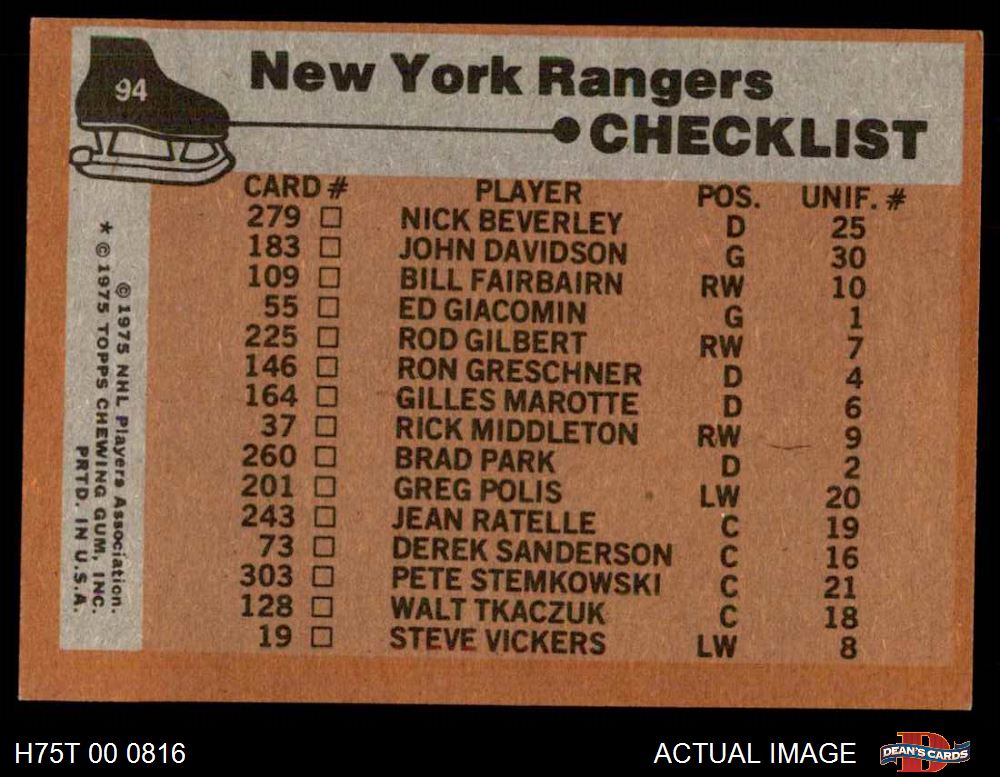 94
New York Rangers
CHECKLIST
CARD # PLAYER POS. UNIF. #
279 NICK BEVERLEY D 25
183 JOHN DAVIDSON G 30
109 BILL FAIRBAIRN RW 10
55 ED GIACOMIN G 1
225 ROD GILBERT RW 7
146 RON GRESCHNER D 4
164 GILLES MAROTTE D 6
37 RICK MIDDLETON RW 9
260 BRAD PARK D 2
201 GREG POLIS LW 20
243 JEAN RATELLE C 19
73 DEREK SANDERSON C 16
303 PETE STEMKOWSKI C 21
128 WALT TKACZUK C 18
19 STEVE VICKERS LW 8
© 1975 NHL Players Association.
* © 1975 TOPPS CHEWING GUM, INC.
PRTD. IN U.S.A.
H75T 00 0816
ACTUAL IMAGE
DEAN'S CARDS